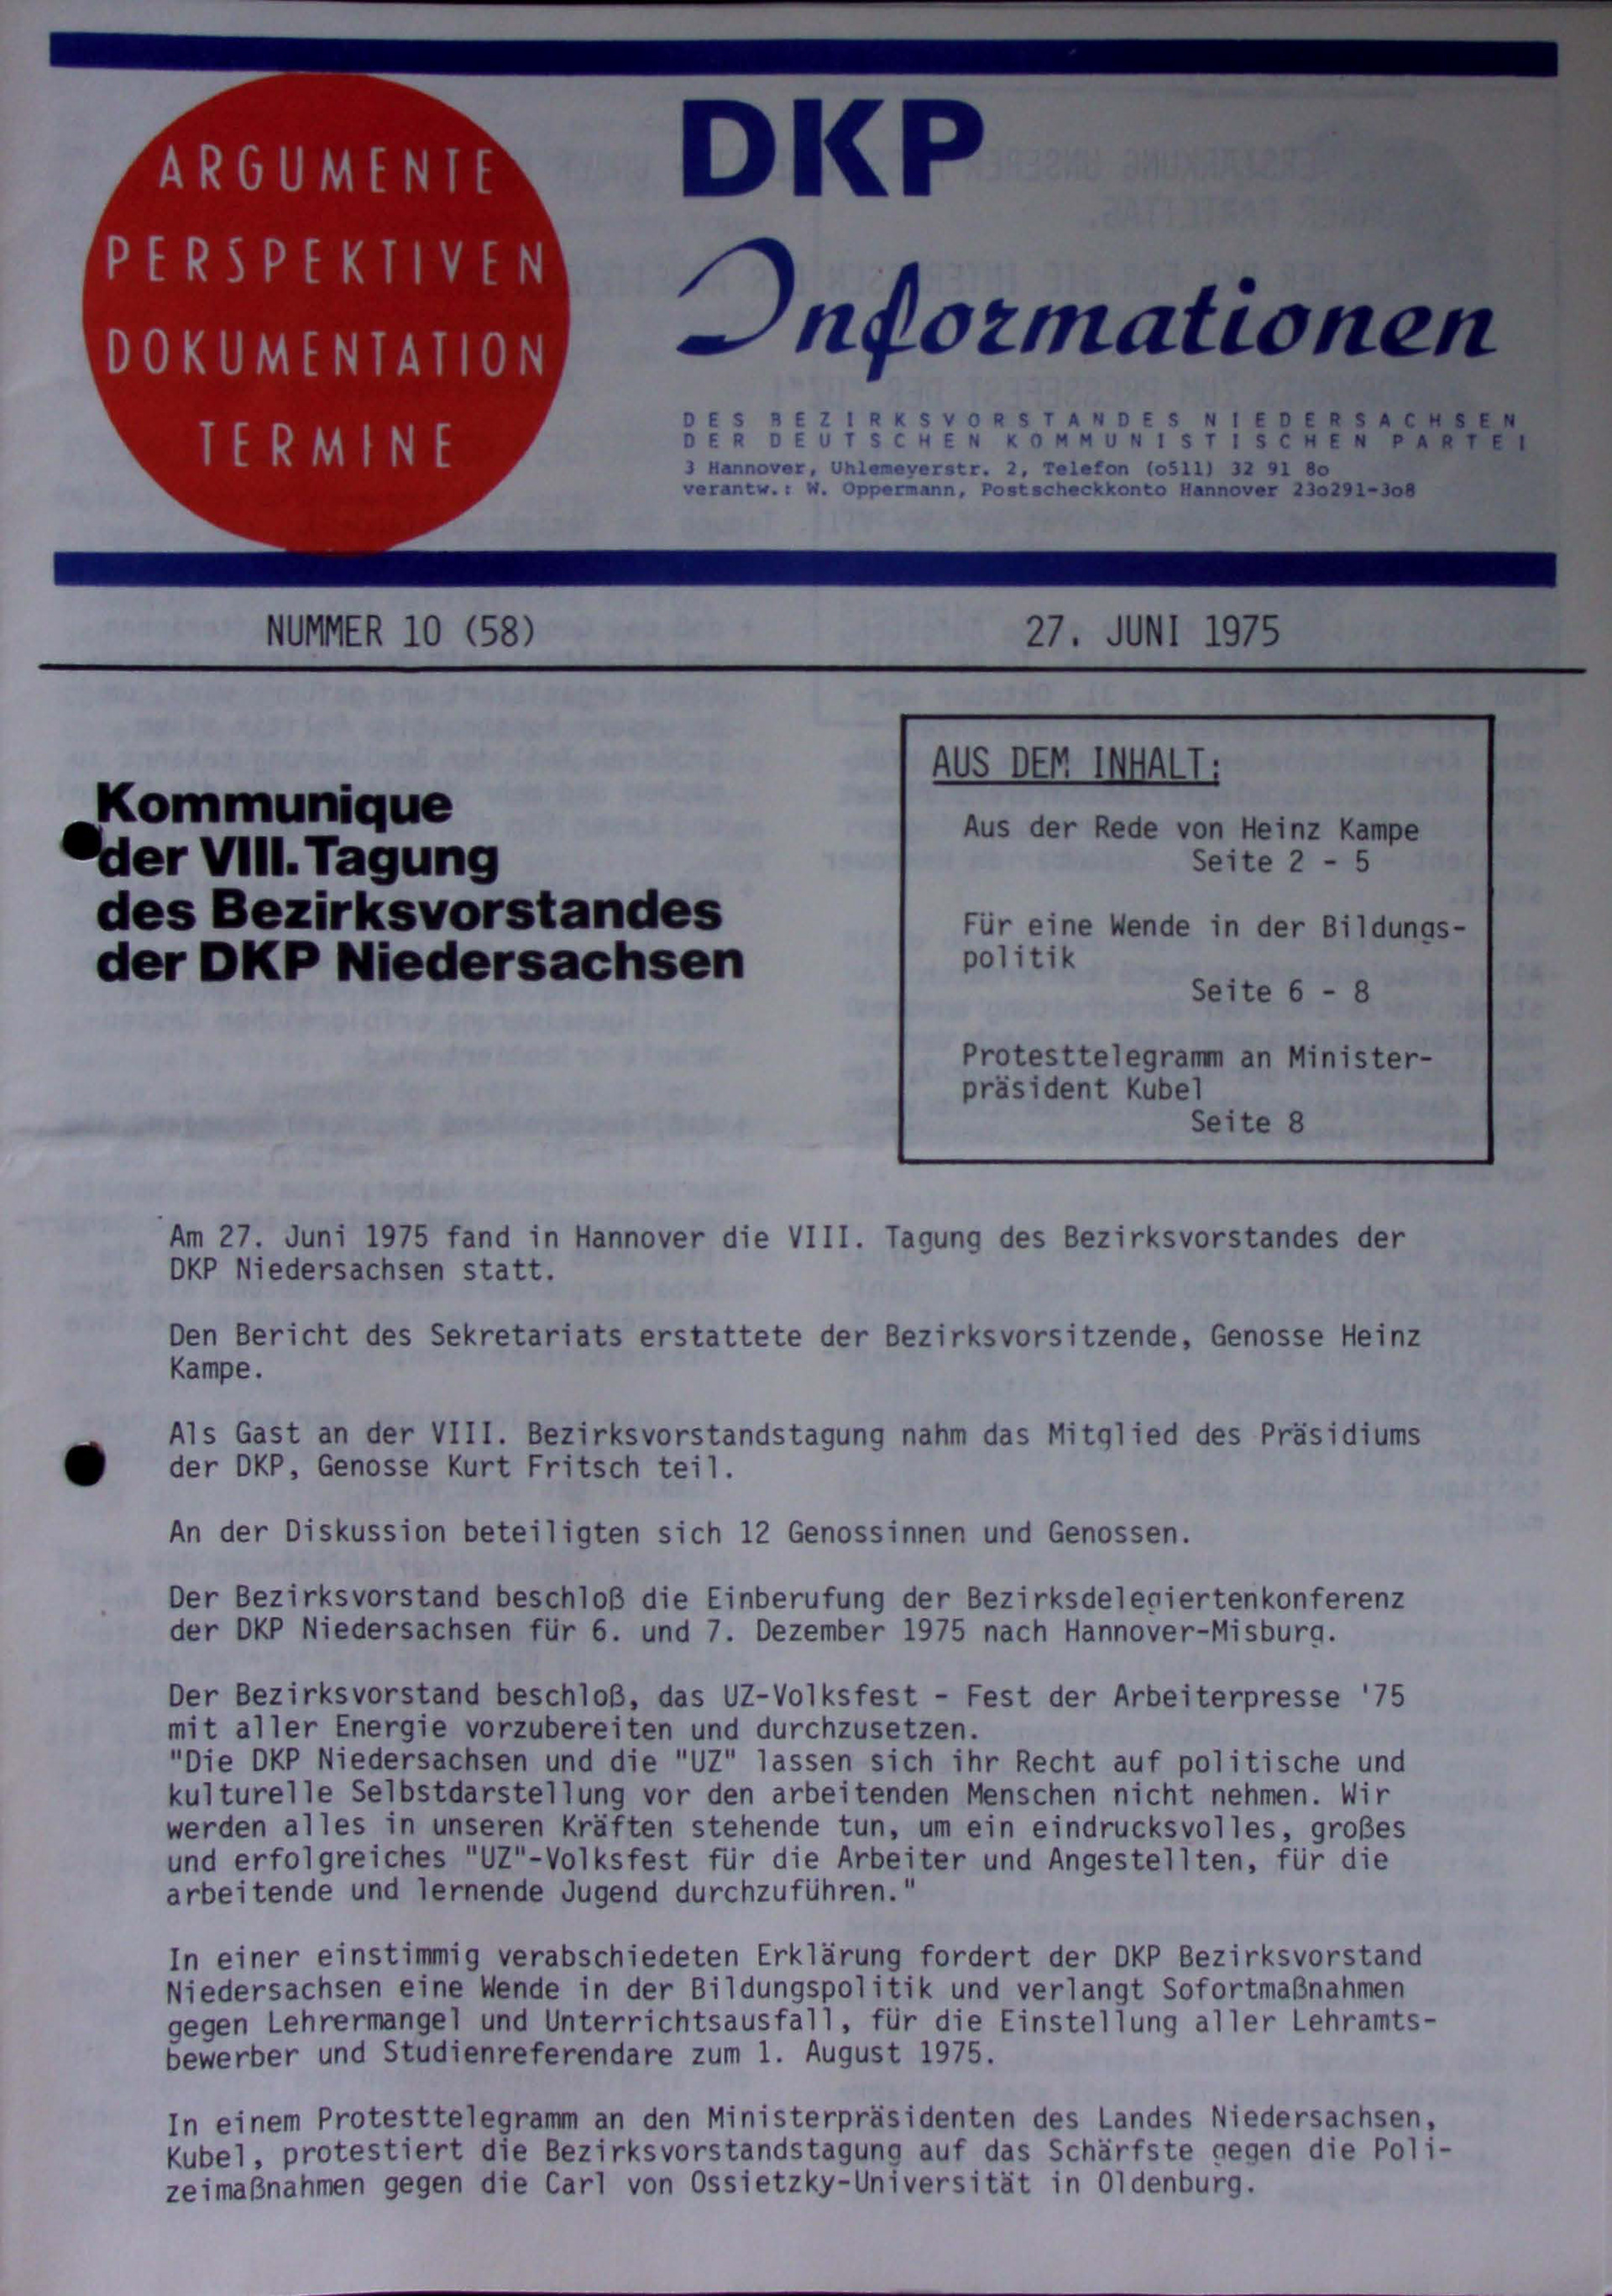 ARGUMENTE
PERSPEKTIVEN
DOKUMENTATION
TERMINE
DKP
Informationen
DES BEZIRKSVORSTANDES NIEDERSACHSEN
DER DEUTSCHEN KOMMUNISTISCHEN PARTEI
3 Hannover, Uhlemeyerstr. 2, Telefon (o511) 32 91 8o
verantw.: W. Oppermann, Postscheckkonto Hannover 23o291-3o8
NUMMER 10 (58)
27. JUNI 1975
Kommunique
der VIII. Tagung
des Bezirksvorstandes
der DKP Niedersachsen
AUS DEM INHALT:
Aus der Rede von Heinz Kampe
Seite 2 - 5
Für eine Wende in der Bildungs-
politik
Seite 6 - 8
Protesttelegramm an Minister-
präsident Kubel
Seite 8
Am 27. Juni 1975 fand in Hannover die VIII. Tagung des Bezirksvorstandes der
DKP Niedersachsen statt.
Den Bericht des Sekretariats erstattete der Bezirksvorsitzende, Genosse Heinz
Kampe.
Als Gast an der VIII. Bezirksvorstandstagung nahm das Mitglied des Präsidiums
der DKP, Genosse Kurt Fritsch teil.
An der Diskussion beteiligten sich 12 Genossinnen und Genossen.
Der Bezirksvorstand beschloß die Einberufung der Bezirksdelegiertenkonferenz
der DKP Niedersachsen für 6. und 7. Dezember 1975 nach Hannover-Misburg.
Der Bezirksvorstand beschloß, das UZ-Volksfest - Fest der Arbeiterpresse '75
mit aller Energie vorzubereiten und durchzusetzen.
"Die DKP Niedersachsen und die "UZ" lassen sich ihr Recht auf politische und
kulturelle Selbstdarstellung vor den arbeitenden Menschen nicht nehmen. Wir
werden alles in unseren Kräften stehende tun, um ein eindrucksvolles, großes
und erfolgreiches "UZ"-Volksfest für die Arbeiter und Angestellten, für die
arbeitende und lernende Jugend durchzuführen."
In einer einstimmig verabschiedeten Erklärung fordert der DKP Bezirksvorstand
Niedersachsen eine Wende in der Bildungspolitik und verlangt Sofortmaßnahmen
gegen Lehrermangel und Unterrichtsausfall, für die Einstellung aller Lehramts-
bewerber und Studienreferendare zum 1. August 1975.
In einem Protesttelegramm an den Ministerpräsidenten des Landes Niedersachsen,
Kubel, protestiert die Bezirksvorstandstagung auf das Schärfste gegen die Poli-
zeimaßnahmen gegen die Carl von Ossietzky-Universität in Oldenburg.